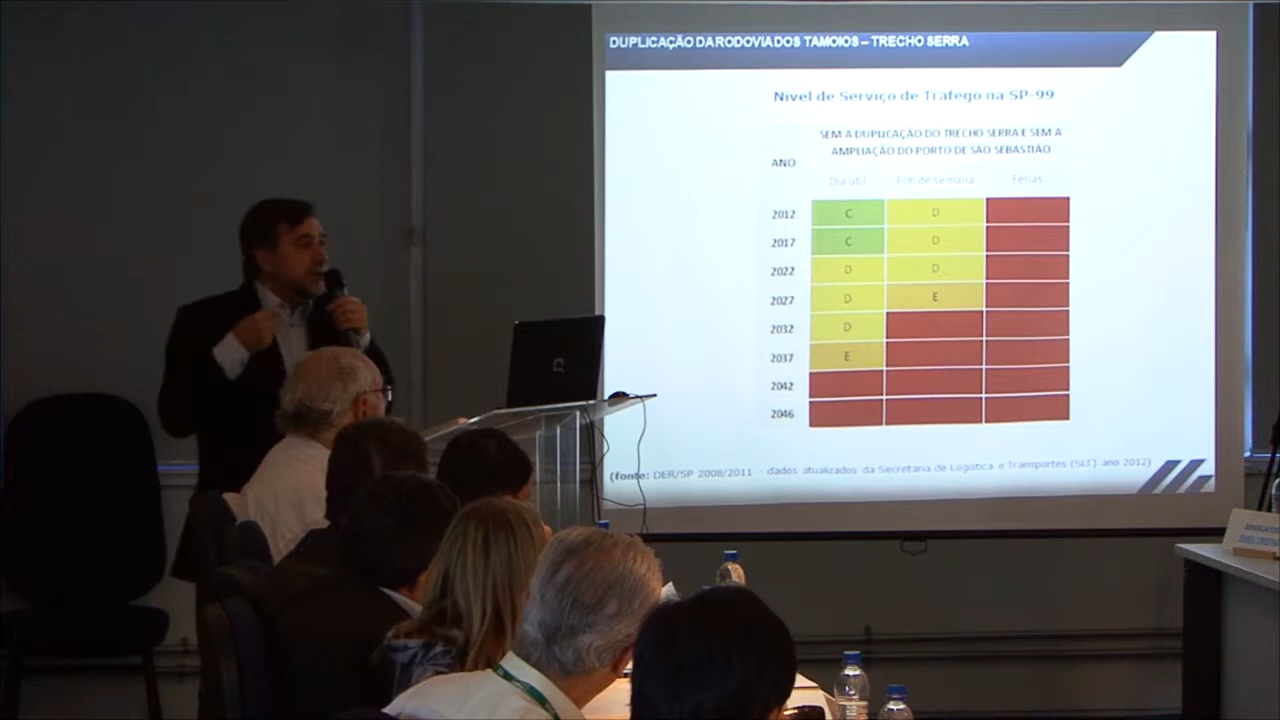 DUPLICAÇÃO DA RODOVIA DOS TAMOIOS – TRECHO SERRA
Nível de Serviço de Tráfego na SP-99
ANO
SEM A DUPLICAÇÃO DO TRECHO SERRA E SEM A
AMPLIAÇÃO DO PORTO DE SÃO SEBASTIÃO
Dia útil Fim de semana Férias
2012 C D
2017 C D
2022 D D
2027 D E
2032 D
2037 E
2042
2046
(fonte: DER/SP 2008/2011 - dados atualizados da Secretaria de Logística e Transportes (SLT) ano 2012)